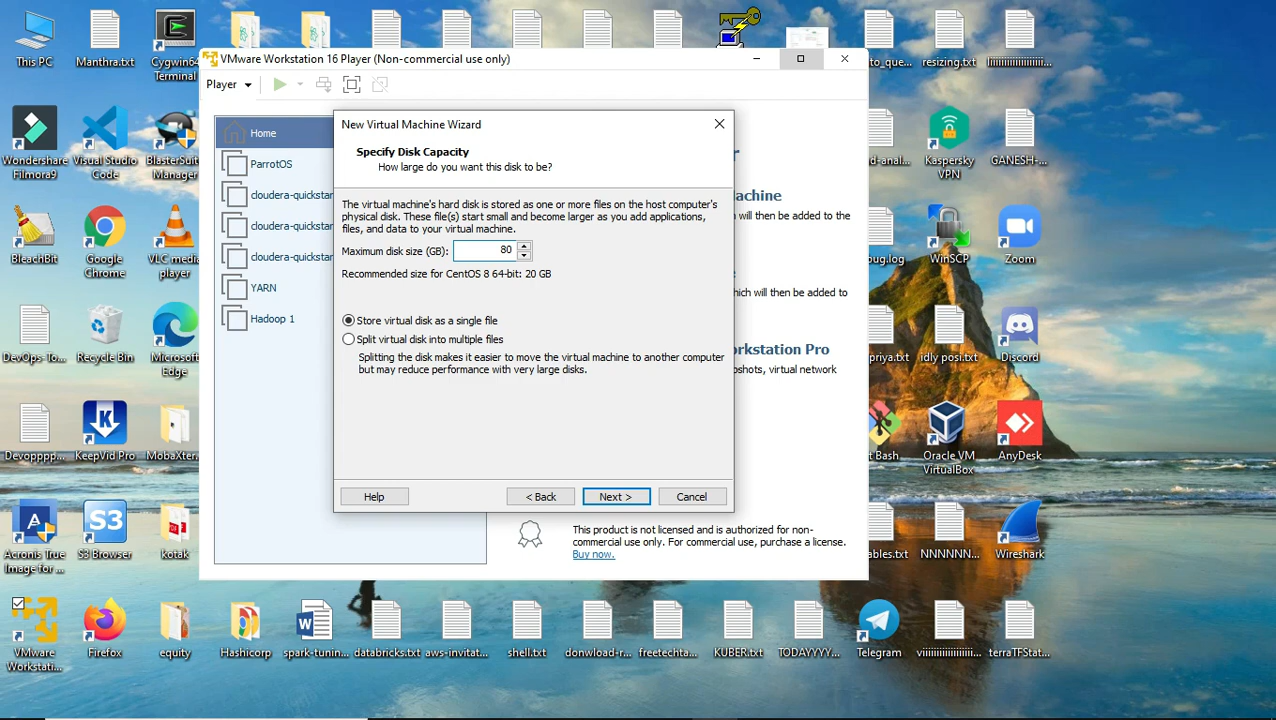 This PC
Manthra.txt
Cygwin64
Terminal
to_que...
resizing.txt
liiiiiiiiiiiiiiiii...
VMware Workstation 16 Player (Non-commercial use only)
Player
Home
ParrotOS
cloudera-quickstar
cloudera-quickstar
cloudera-quickstar
YARN
Hadoop 1
New Virtual Machine Wizard
Specify Disk Capacity
How large do you want this disk to be?
The virtual machine's hard disk is stored as one or more files on the host computer's
physical disk. These file(s) start small and become larger as you add applications,
files, and data to your virtual machine.
Maximum disk size (GB):
80
Recommended size for CentOS 8 64-bit: 20 GB
Store virtual disk as a single file
Split virtual disk into multiple files
Splitting the disk makes it easier to move the virtual machine to another computer
but may reduce performance with very large disks.
Help
< Back
Next >
Cancel
achine
will then be added to the
hich will then be added to
orkstation Pro
pshots, virtual network
This product is not licensed and is authorized for non-
commercial use only. For commercial use, purchase a license.
Buy now.
Wondershare
Filmora9
Visual Studio
Code
BlasterSuite
Manager
d-anal...
Kaspersky
VPN
GANESH-...
BleachBit
Google
Chrome
VLC media
player
bug.log
WinSCP
Zoom
DevOps-To...
Recycle Bin
Microsoft
Edge
priya.txt
idly posi.txt
Discord
Devopppp...
KeepVid Pro
MobaXter...
t Bash
Oracle VM
VirtualBox
AnyDesk
Acronis True
Image for ...
S3
S3 Browser
kotak
ables.txt
NNNNNN...
Wireshark
VMware
Workstati...
Firefox
equity
Hashicorp
spark-tunin...
databricks.txt
aws-invitat...
shell.txt
donwload-r...
freetechta...
KUBER.txt
TODAYYYY...
Telegram
terraTFStat...